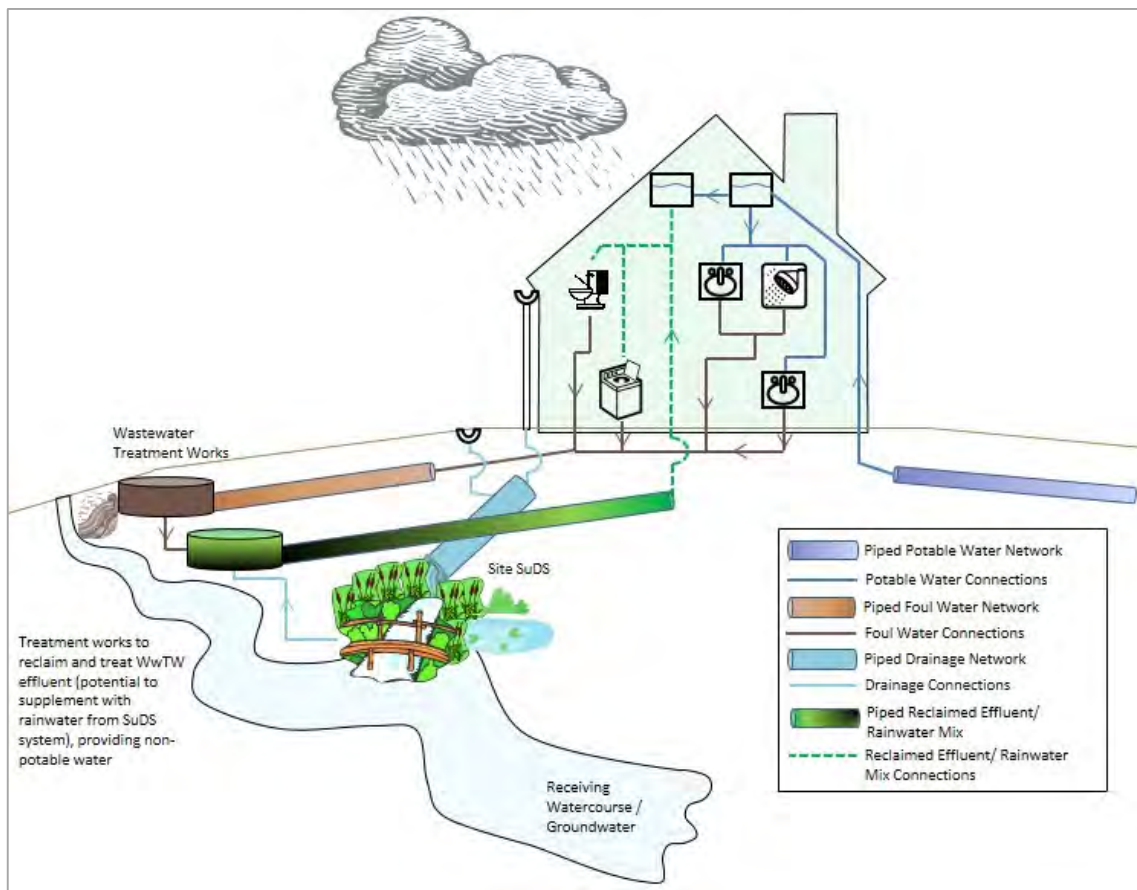 Wastewater
Treatment Works
Site SuDS
Treatment works to
reclaim and treat WwTW
effluent (potential to
supplement with
rainwater from SuDS
system), providing non-
potable water
Receiving
Watercourse /
Groundwater
Piped Potable Water Network
Potable Water Connections
Piped Foul Water Network
Foul Water Connections
Piped Drainage Network
Drainage Connections
Piped Reclaimed Effluent/
Rainwater Mix
Reclaimed Effluent/ Rainwater
Mix Connections